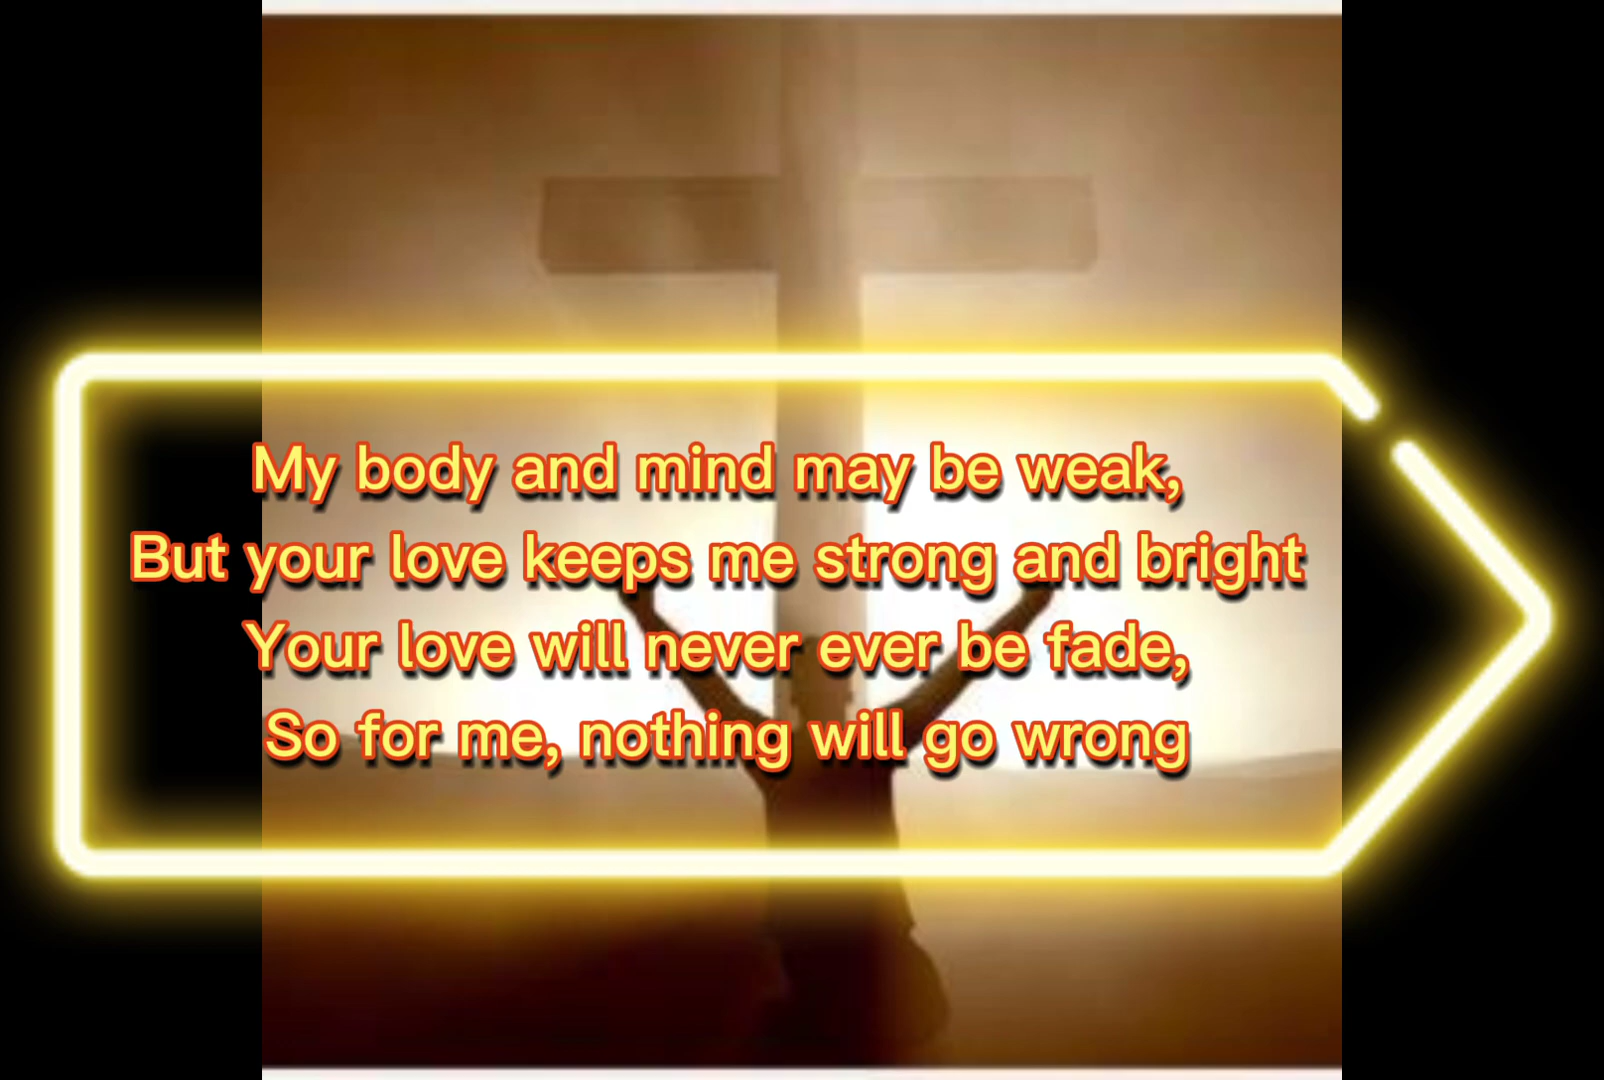 My body and mind may be weak,
But your love keeps me strong and bright
Your love will never ever be fade,
So for me, nothing will go wrong